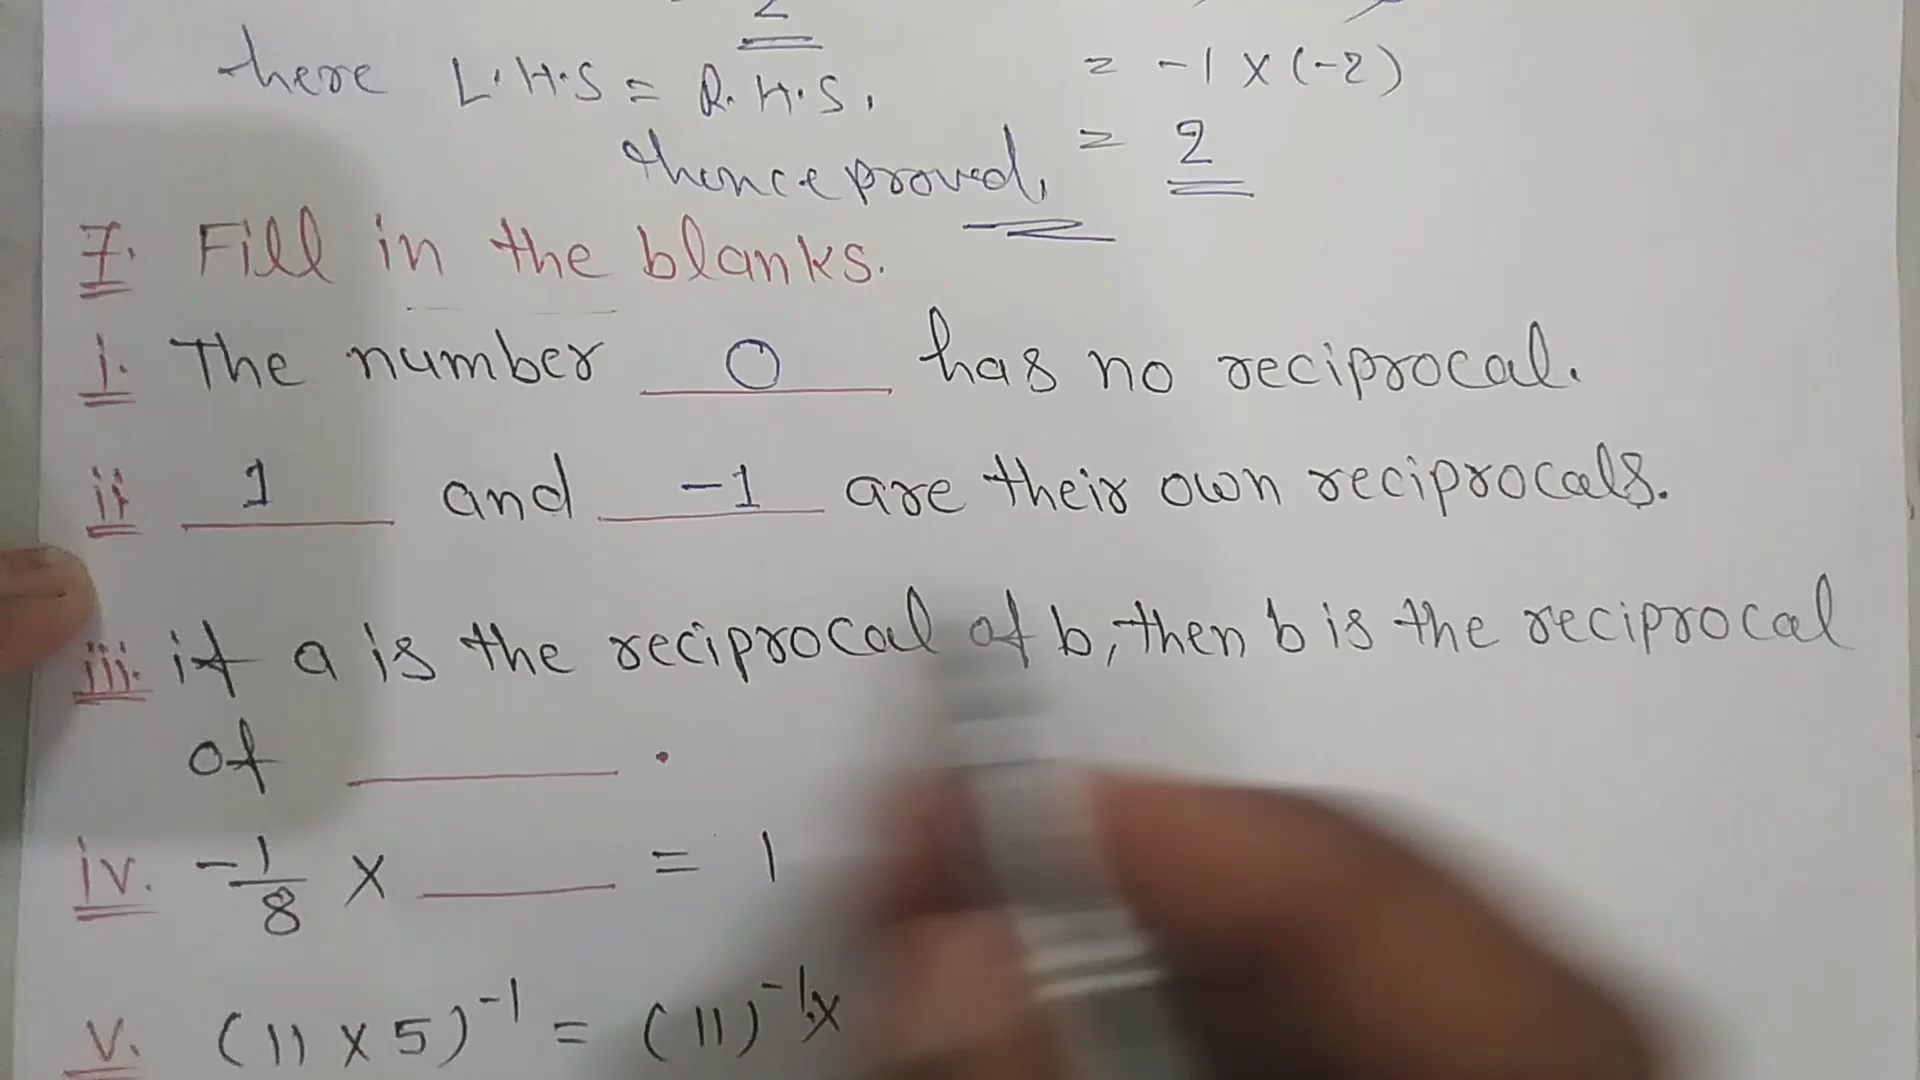 2
there L.H.S = R.H.S. = -1 x (-2)
thence proved, = 2
7. Fill in the blanks.
i. The number 0 has no reciprocal.
ii 1 and -1 are their own reciprocals.
iii. if a is the reciprocal of b, then b is the reciprocal
of ______ .
iv. -1/8 x ______ = 1
v. (11 x 5)⁻¹ = (11)⁻¹ x